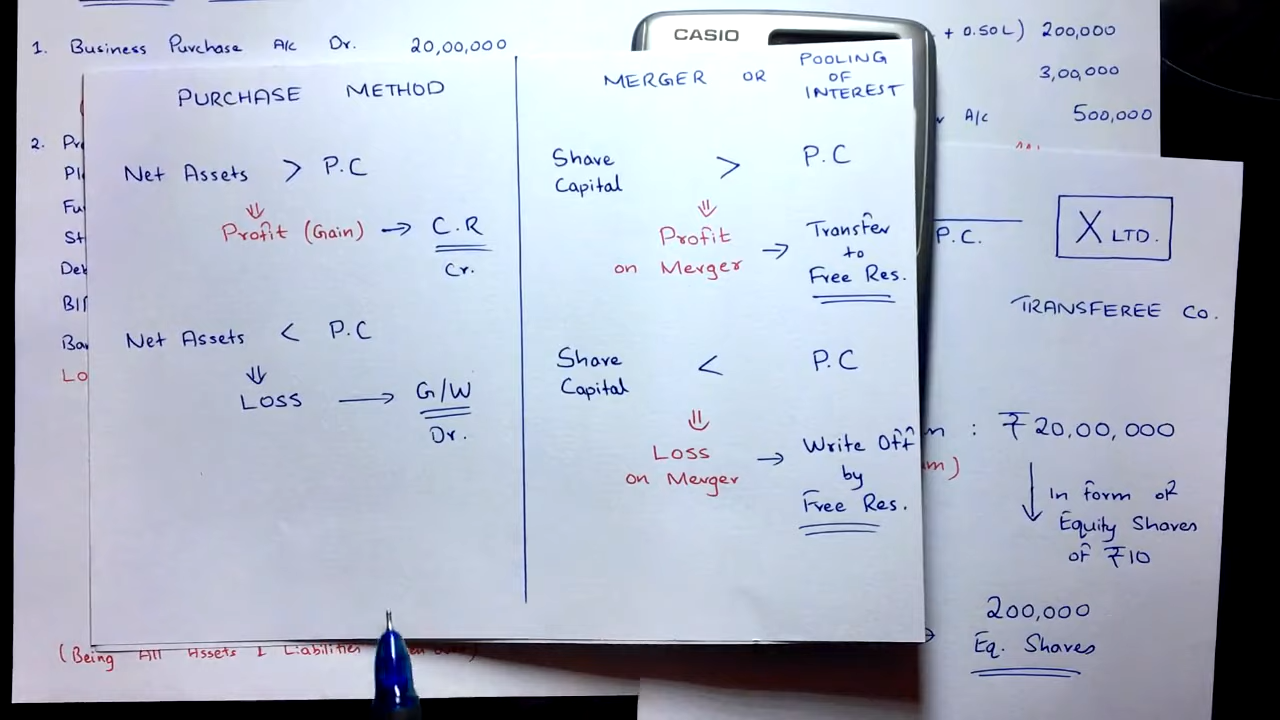 1. Business Purchase A/c Dr. 20,00,000
2.
CASIO
+ 0.50L) 200,000
3,00,000
A/c 500,000
PURCHASE METHOD
Net Assets > P.C
⇓
Profit (Gain) → C.R
Cr.
Net Assets < P.C
⇓
LOSS → G/W
Dr.
MERGER OR POOLING OF INTEREST
Share Capital > P.C
⇓
Profit on Merger → Transfer to Free Res.
Share Capital < P.C
⇓
Loss on Merger → Write Off by Free Res.
P.C.
X LTD.
TRANSFEREE CO.
: ₹20,00,000
In form of
Equity Shares
of ₹10
200,000
Eq. Shares
(Being All Assets & Liabilities